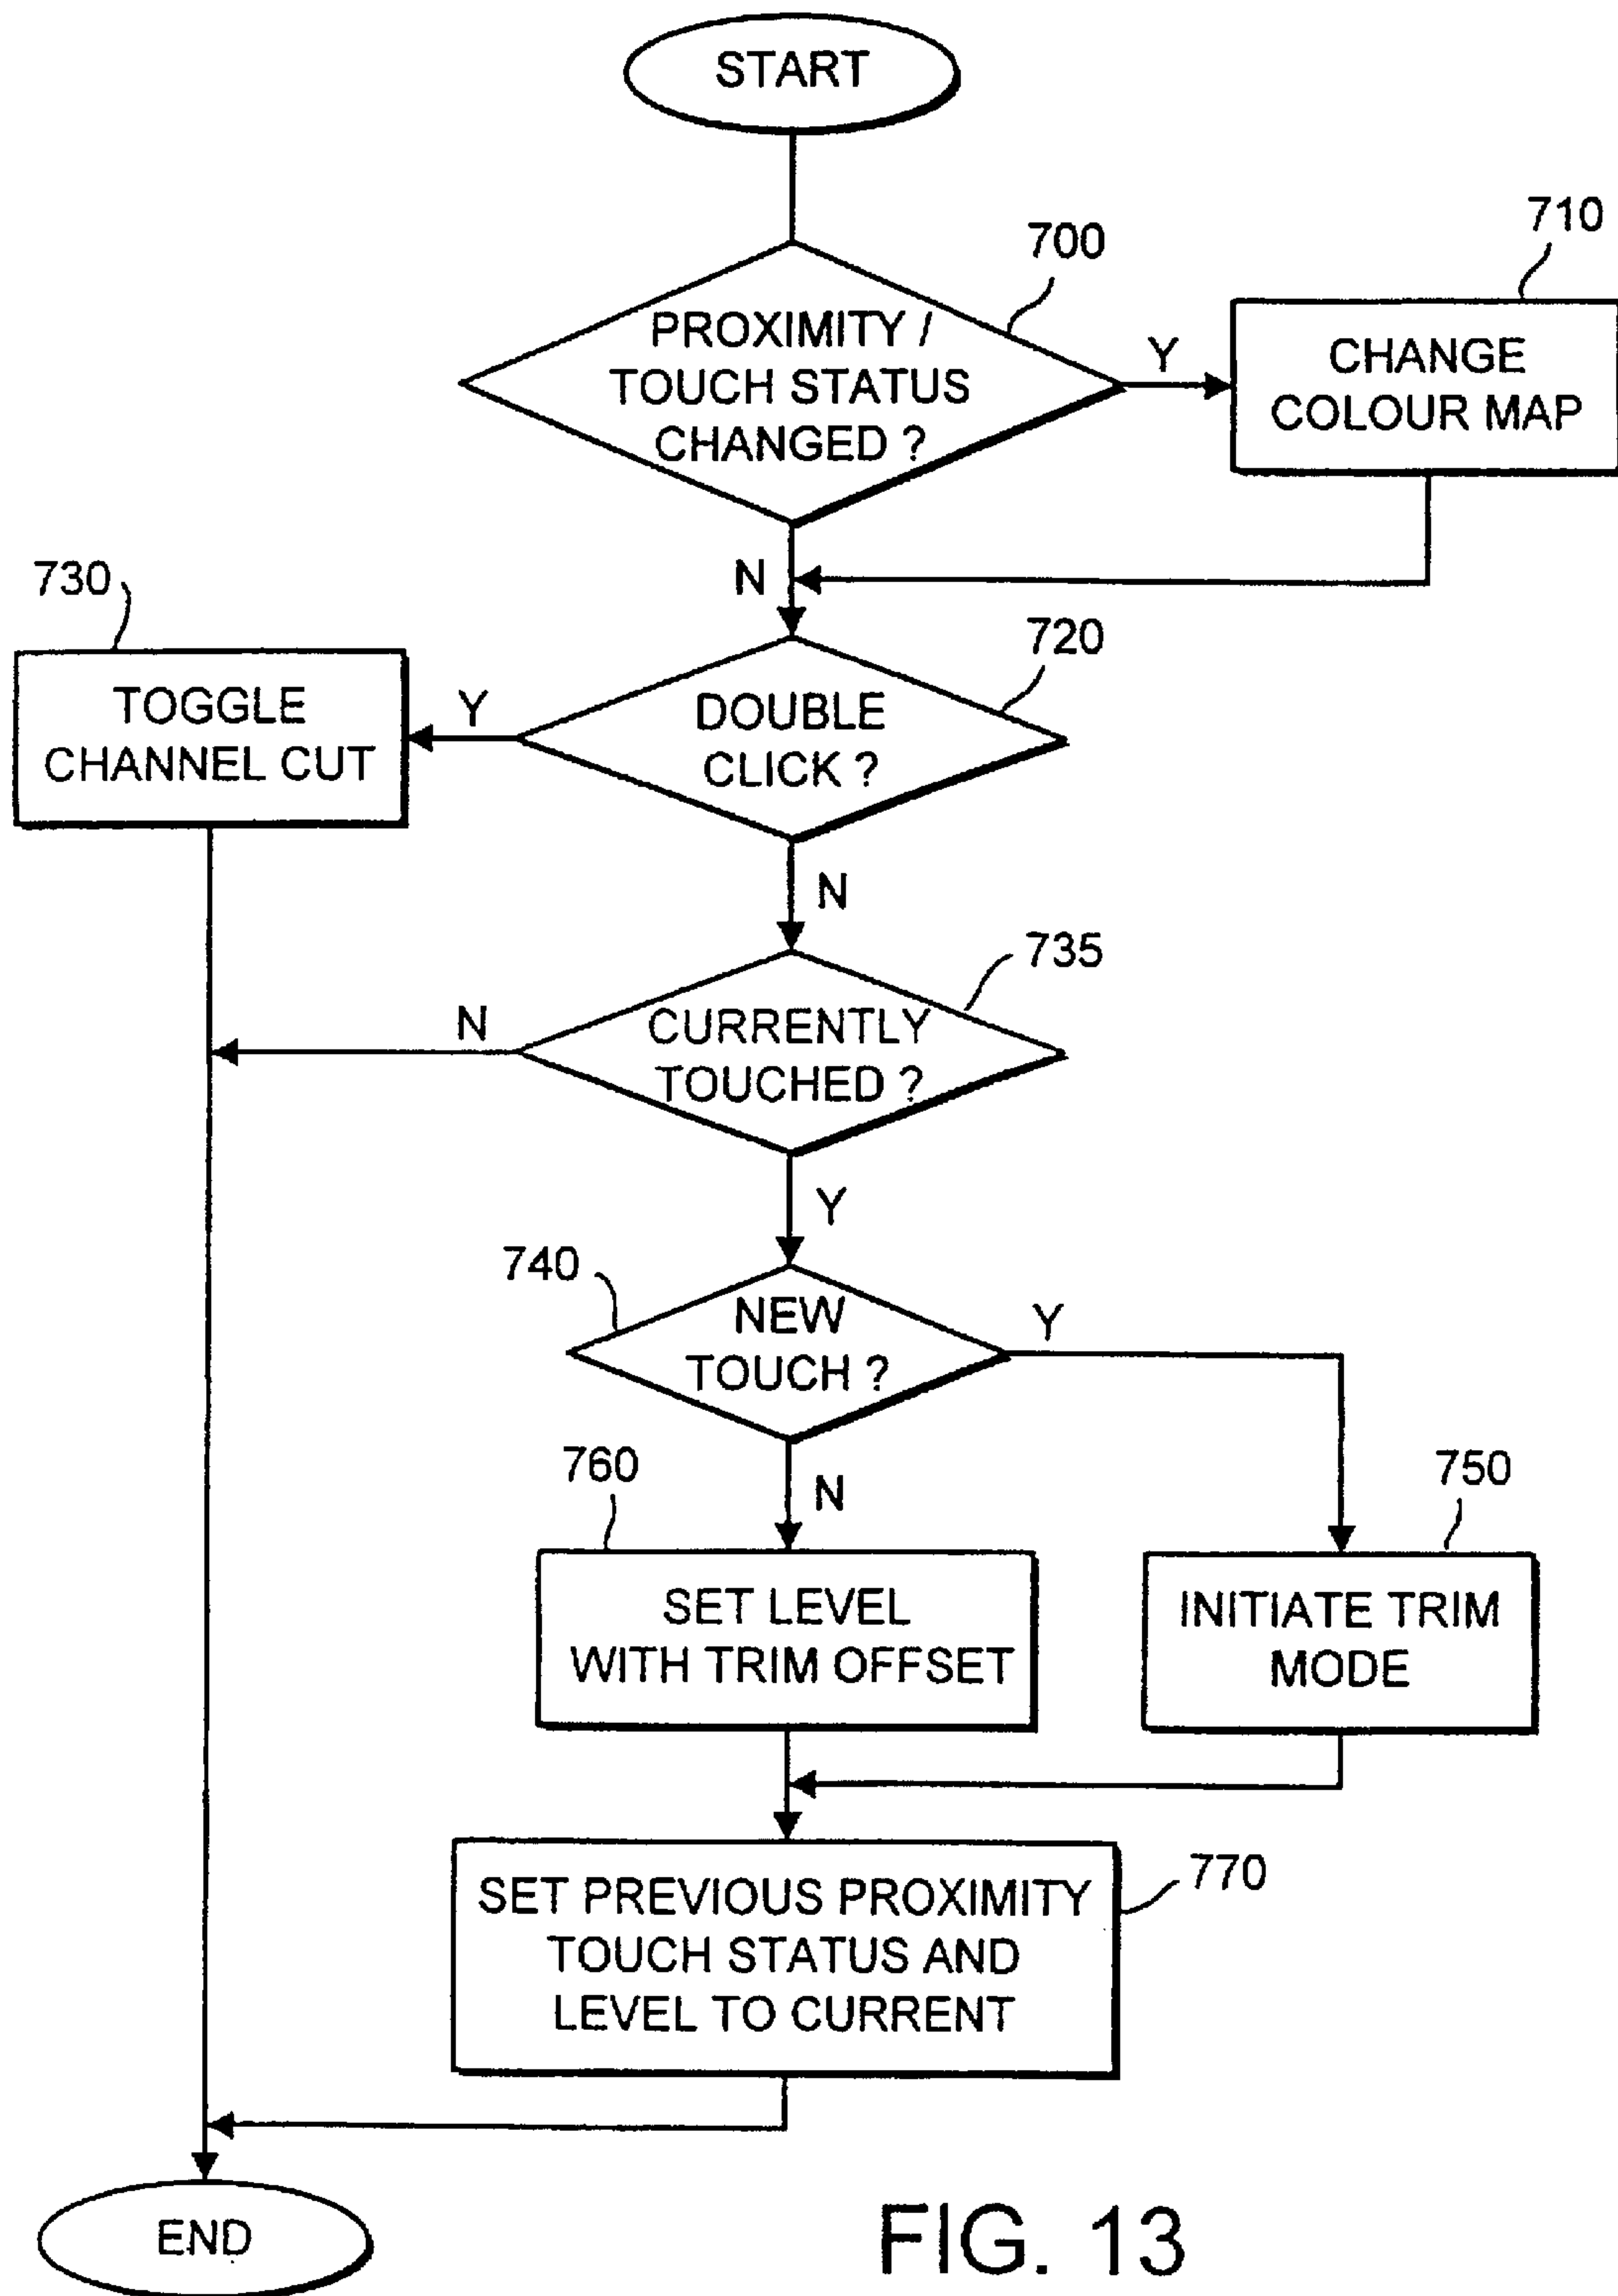 START
700
710
PROXIMITY /
TOUCH STATUS
CHANGED ?
Y
CHANGE
COLOUR MAP
N
730
720
TOGGLE
CHANNEL CUT
Y
DOUBLE
CLICK ?
N
735
N
CURRENTLY
TOUCHED ?
Y
740
NEW
TOUCH ?
Y
760
N
750
SET LEVEL
WITH TRIM OFFSET
INITIATE TRIM
MODE
770
SET PREVIOUS PROXIMITY
TOUCH STATUS AND
LEVEL TO CURRENT
END
FIG. 13